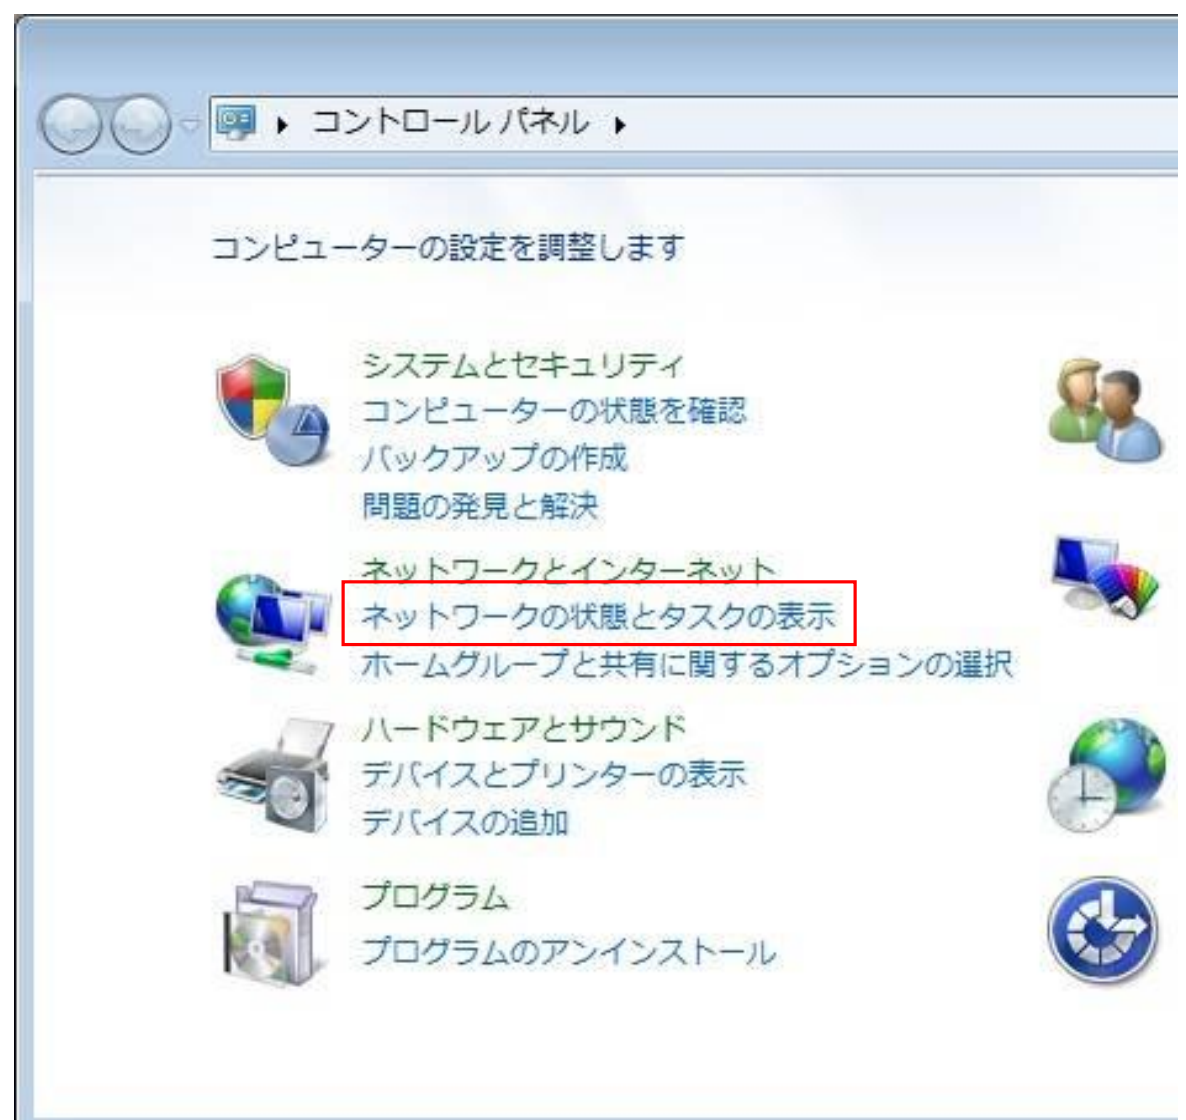 コントロール パネル
コンピューターの設定を調整します
システムとセキュリティ
コンピューターの状態を確認
バックアップの作成
問題の発見と解決
ネットワークとインターネット
ネットワークの状態とタスクの表示
ホームグループと共有に関するオプションの選択
ハードウェアとサウンド
デバイスとプリンターの表示
デバイスの追加
プログラム
プログラムのアンインストール